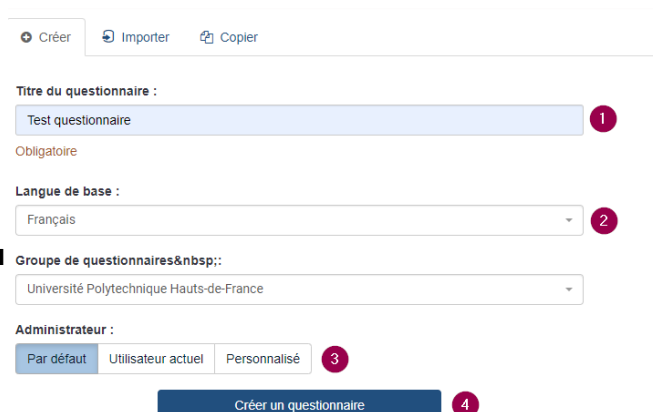 Créer Importer Copier
Titre du questionnaire :
Test questionnaire 1
Obligatoire
Langue de base :
Français 2
Groupe de questionnaires&nbsp;:
Université Polytechnique Hauts-de-France
Administrateur :
Par défaut Utilisateur actuel Personnalisé 3
Créer un questionnaire 4